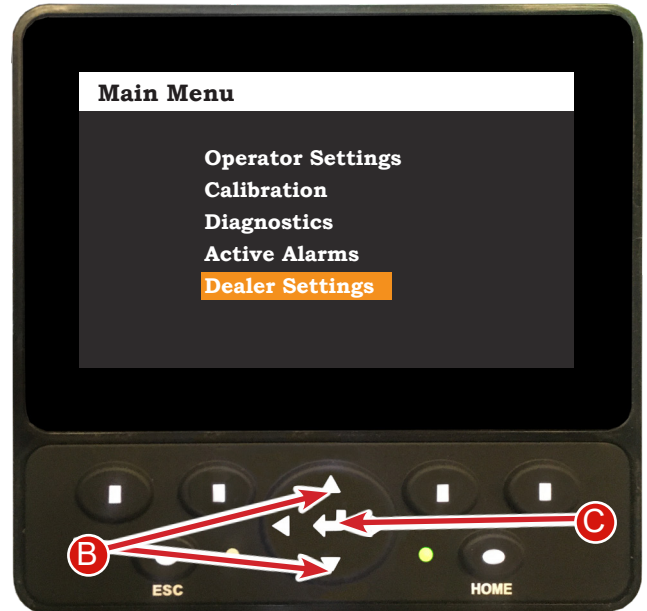 Main Menu
Operator Settings
Calibration
Diagnostics
Active Alarms
Dealer Settings
B
C
ESC
HOME